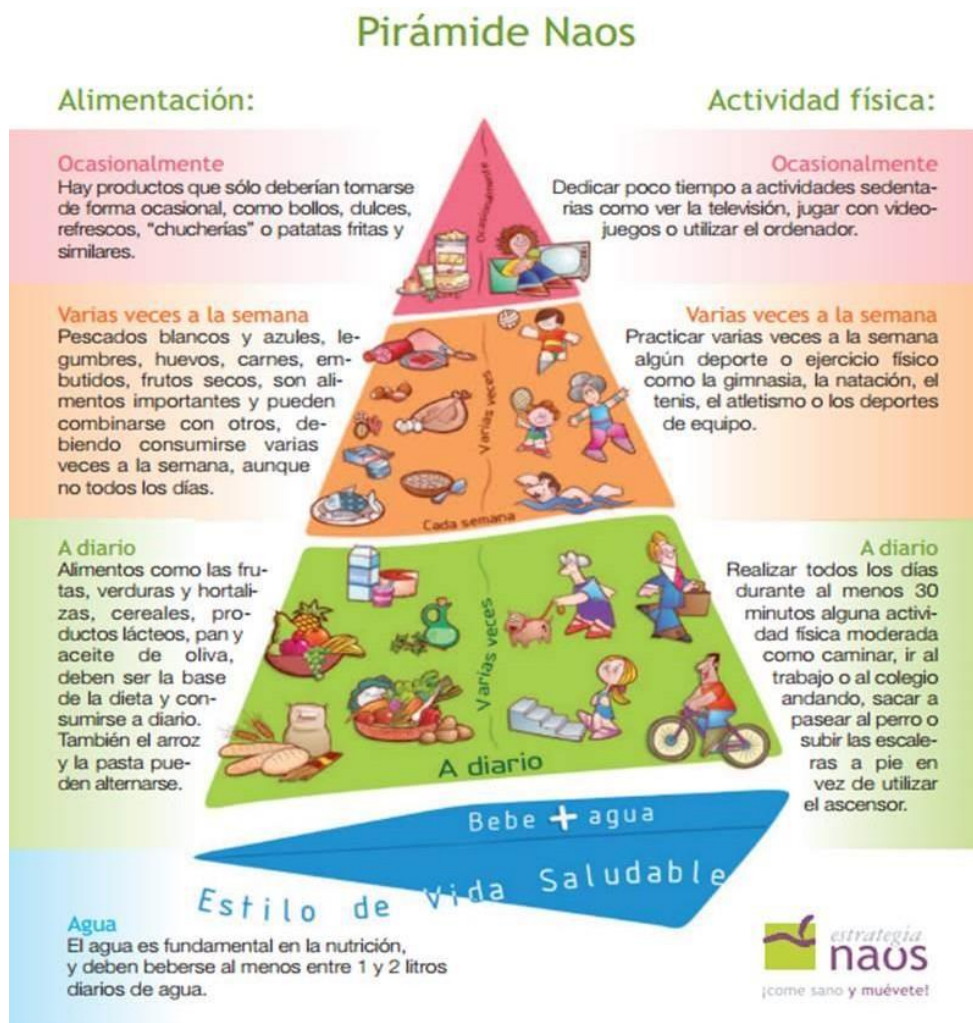 Pirámide Naos
Alimentación:
Actividad física:
Ocasionalmente
Hay productos que sólo deberían tomarse
de forma ocasional, como bollos, dulces,
refrescos, “chucherías” o patatas fritas y
similares.
Ocasionalmente
Dedicar poco tiempo a actividades sedenta-
rias como ver la televisión, jugar con video-
juegos o utilizar el ordenador.
Ocasionalmente
Varias veces a la semana
Pescados blancos y azules, le-
gumbres, huevos, carnes, em-
butidos, frutos secos, son ali-
mentos importantes y pueden
combinarse con otros, de-
biendo consumirse varias
veces a la semana, aunque
no todos los días.
Varias veces a la semana
Practicar varias veces a la semana
algún deporte o ejercicio físico
como la gimnasia, la natación, el
tenis, el atletismo o los deportes
de equipo.
Varias veces
Cada semana
A diario
Alimentos como las fru-
tas, verduras y hortali-
zas, cereales, pro-
ductos lácteos, pan y
aceite de oliva,
deben ser la base
de la dieta y con-
sumirse a diario.
También el arroz
y la pasta pue-
den alternarse.
A diario
Realizar todos los días
durante al menos 30
minutos alguna activi-
dad física moderada
como caminar, ir al
trabajo o al colegio
andando, sacar a
pasear al perro o
subir las escale-
ras a pie en
vez de utilizar
el ascensor.
Varias veces
A diario
Bebe + agua
Estilo de Vida Saludable
Agua
El agua es fundamental en la nutrición,
y deben beberse al menos entre 1 y 2 litros
diarios de agua.
estrategia
naos
¡come sano y muévete!